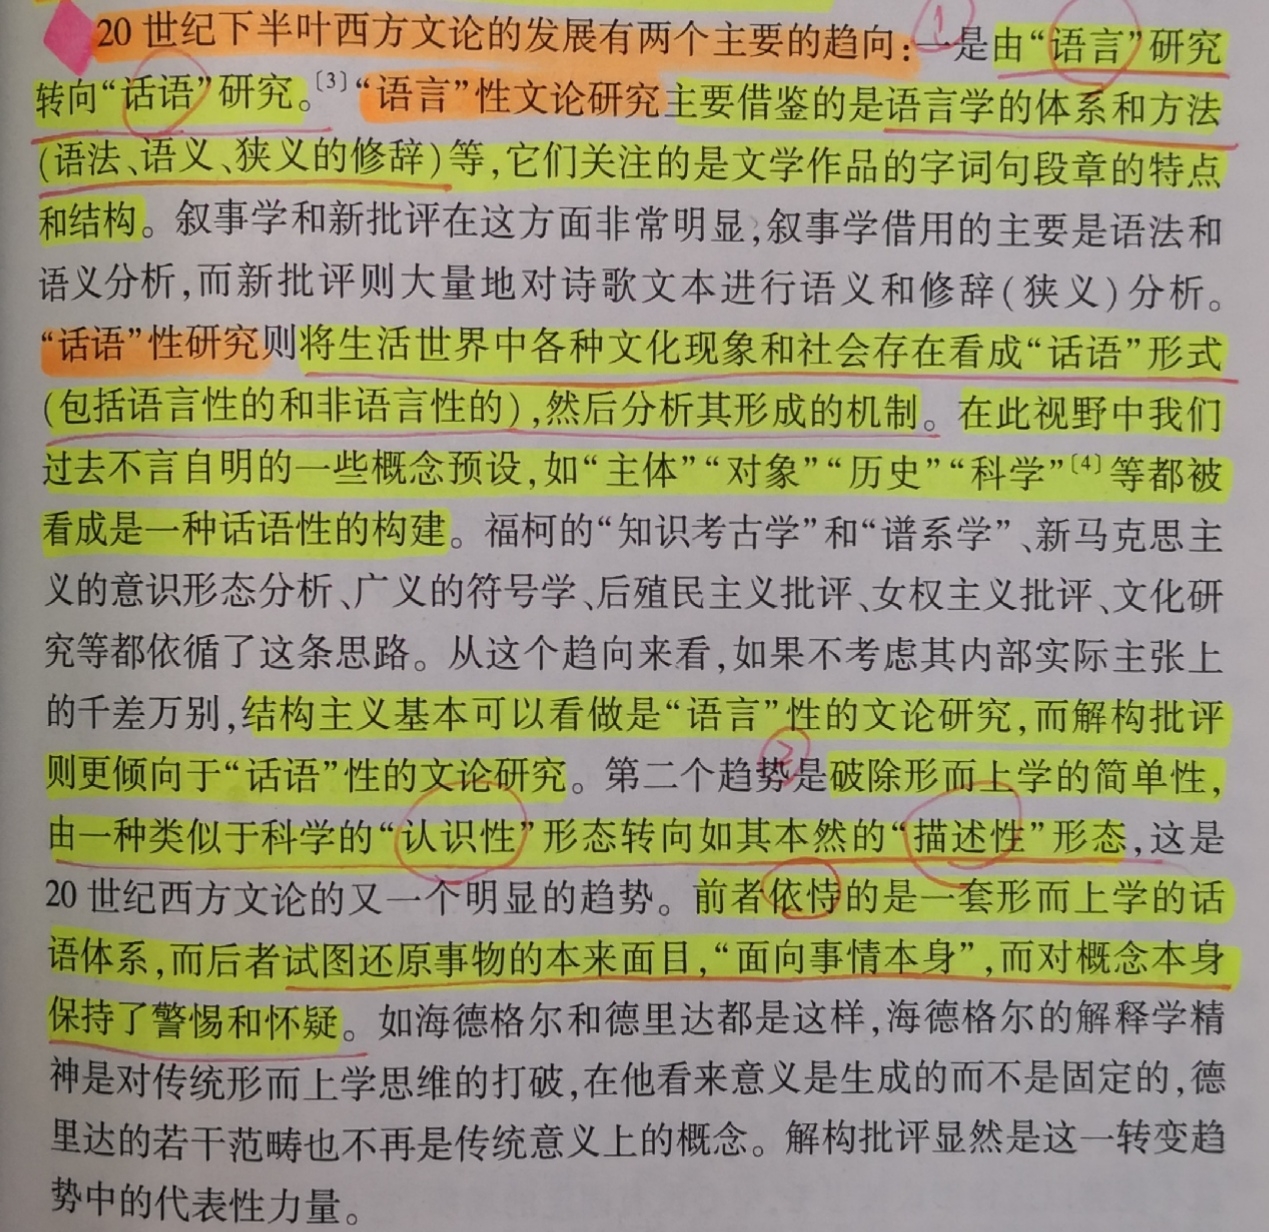 20世纪下半叶西方文论的发展有两个主要的趋向:一是由“语言”研究
转向“话语”研究。〔3〕“语言”性文论研究主要借鉴的是语言学的体系和方法
(语法、语义、狭义的修辞)等,它们关注的是文学作品的字词句段章的特点
和结构。叙事学和新批评在这方面非常明显;叙事学借用的主要是语法和
语义分析,而新批评则大量地对诗歌文本进行语义和修辞(狭义)分析。
“话语”性研究则将生活世界中各种文化现象和社会存在看成“话语”形式
(包括语言性的和非语言性的),然后分析其形成的机制。在此视野中我们
过去不言自明的一些概念预设,如“主体”“对象”“历史”“科学”〔4〕等都被
看成是一种话语性的构建。福柯的“知识考古学”和“谱系学”、新马克思主
义的意识形态分析、广义的符号学、后殖民主义批评、女权主义批评、文化研
究等都依循了这条思路。从这个趋向来看,如果不考虑其内部实际主张上
的千差万别,结构主义基本可以看做是“语言”性的文论研究,而解构批评
则更倾向于“话语”性的文论研究。第二个趋势是破除形而上学的简单性,
由一种类似于科学的“认识性”形态转向如其本然的“描述性”形态,这是
20世纪西方文论的又一个明显的趋势。前者依恃的是一套形而上学的话
语体系,而后者试图还原事物的本来面目,“面向事情本身”,而对概念本身
保持了警惕和怀疑。如海德格尔和德里达都是这样,海德格尔的解释学精
神是对传统形而上学思维的打破,在他看来意义是生成的而不是固定的,德
里达的若干范畴也不再是传统意义上的概念。解构批评显然是这一转变趋
势中的代表性力量。